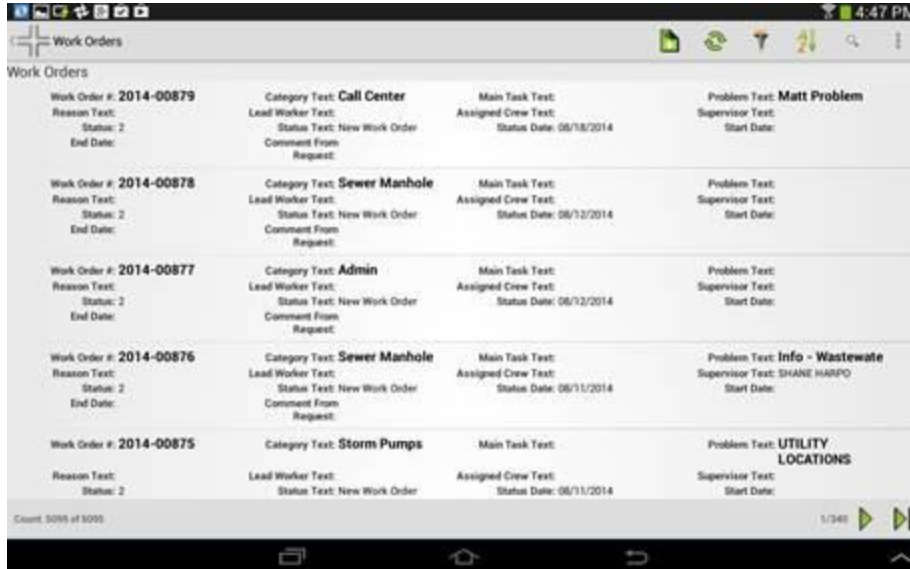 4:47 PM
Work Orders
Work Orders
Work Order #: 2014-00879 Category Text: Call Center Main Task Text: Problem Text: Matt Problem
Reason Text: Lead Worker Text: Assigned Crew Text: Supervisor Text:
Status: 2 Status Text: New Work Order Status Date: 08/18/2014 Start Date:
End Date: Comment From
Request:
Work Order #: 2014-00878 Category Text: Sewer Manhole Main Task Text: Problem Text:
Reason Text: Lead Worker Text: Assigned Crew Text: Supervisor Text:
Status: 2 Status Text: New Work Order Status Date: 08/12/2014 Start Date:
End Date: Comment From
Request:
Work Order #: 2014-00877 Category Text: Admin Main Task Text: Problem Text:
Reason Text: Lead Worker Text: Assigned Crew Text: Supervisor Text:
Status: 2 Status Text: New Work Order Status Date: 08/12/2014 Start Date:
End Date: Comment From
Request:
Work Order #: 2014-00876 Category Text: Sewer Manhole Main Task Text: Problem Text: Info - Wastewate
Reason Text: Lead Worker Text: Assigned Crew Text: Supervisor Text: SHANE HARPO
Status: 2 Status Text: New Work Order Status Date: 08/11/2014 Start Date:
End Date: Comment From
Request:
Work Order #: 2014-00875 Category Text: Storm Pumps Main Task Text: Problem Text: UTILITY
LOCATIONS
Reason Text: Lead Worker Text: Assigned Crew Text: Supervisor Text:
Status: 2 Status Text: New Work Order Status Date: 08/11/2014 Start Date:
Count: 5095 of 5095 1/340